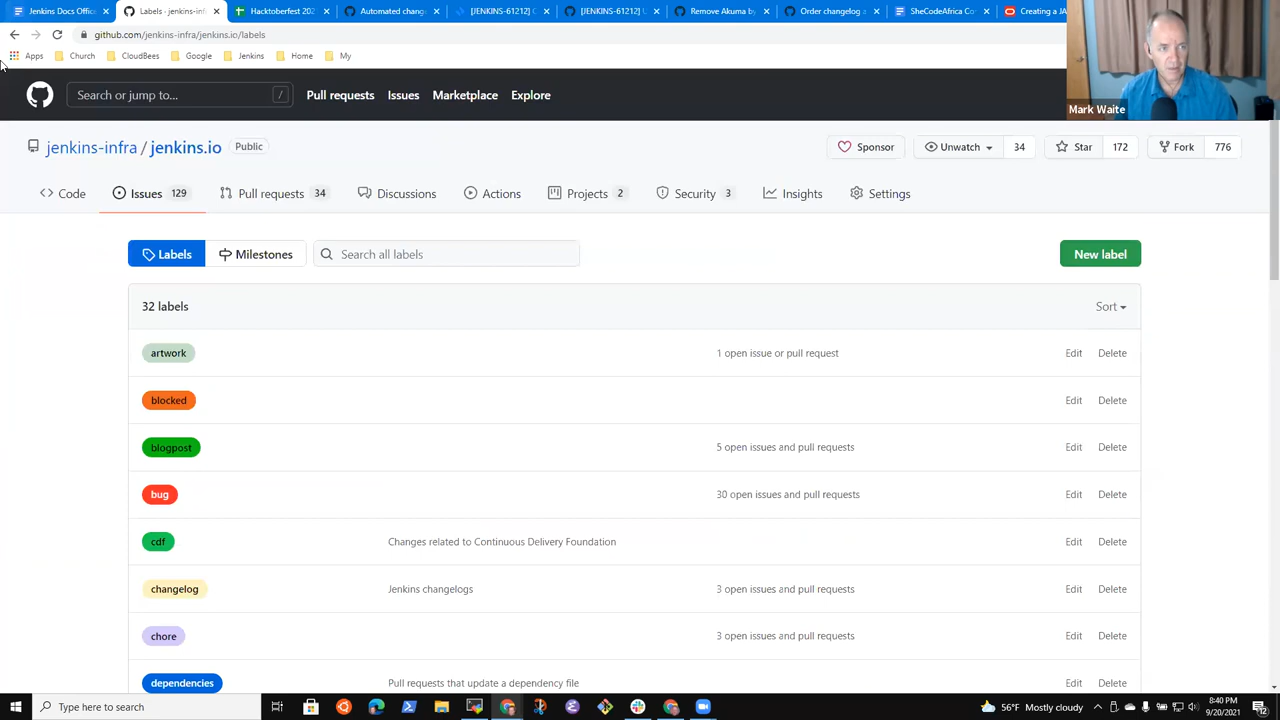 Jenkins Docs Offic
Labels · jenkins-inf
Hacktoberfest 202
Automated chang
[JENKINS-61212] C
[JENKINS-61212] U
Remove Akuma by
Order changelog a
SheCodeAfrica Co
Creating a JA
github.com/jenkins-infra/jenkins.io/labels
Apps
Church
CloudBees
Google
Jenkins
Home
My
Mark Waite
Search or jump to...
/
Pull requests
Issues
Marketplace
Explore
jenkins-infra / jenkins.io
Public
Sponsor
Unwatch
34
Star
172
Fork
776
Code
Issues 129
Pull requests 34
Discussions
Actions
Projects 2
Security 3
Insights
Settings
Labels
Milestones
Search all labels
New label
32 labels
Sort
artwork 1 open issue or pull request Edit Delete
blocked Edit Delete
blogpost 5 open issues and pull requests Edit Delete
bug 30 open issues and pull requests Edit Delete
cdf Changes related to Continuous Delivery Foundation Edit Delete
changelog Jenkins changelogs 3 open issues and pull requests Edit Delete
chore 3 open issues and pull requests Edit Delete
dependencies Pull requests that update a dependency file Edit Delete
Type here to search
56°F Mostly cloudy
8:40 PM
9/20/2021
12